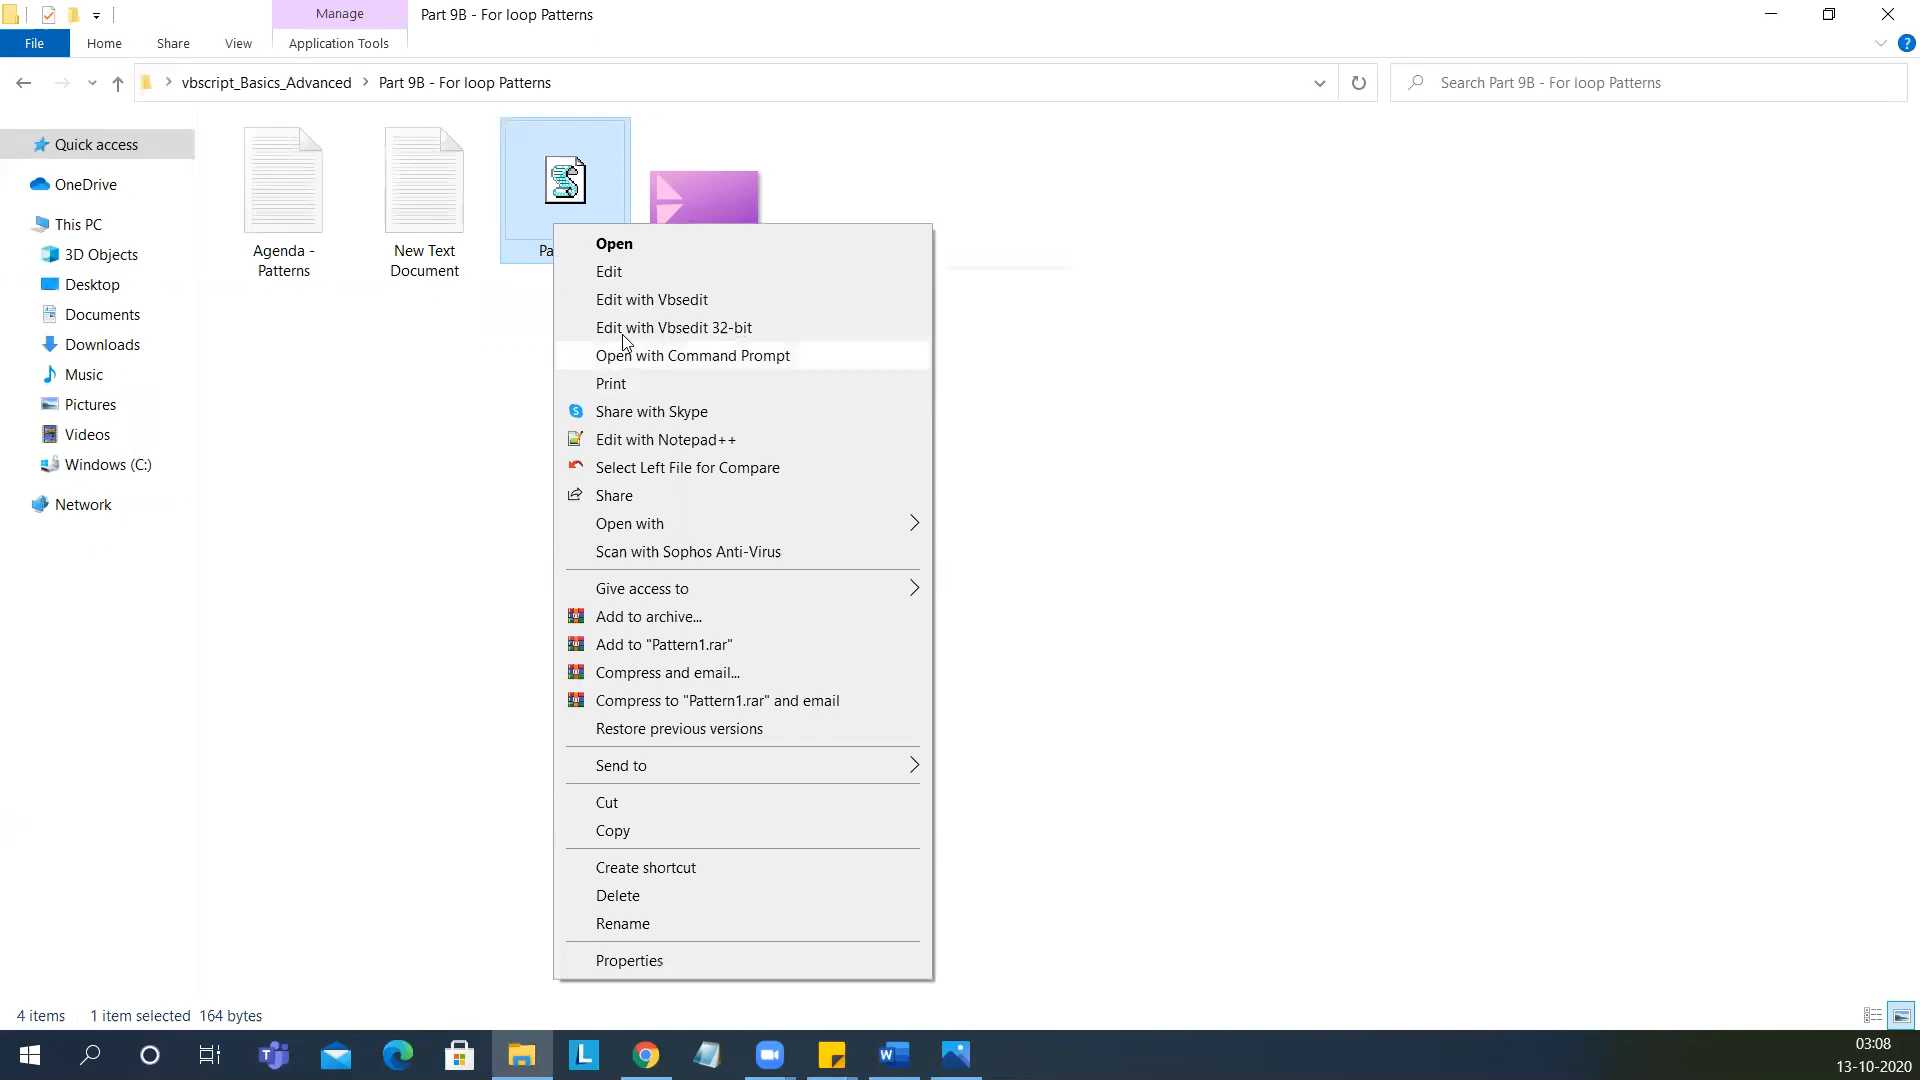 Manage
Part 9B - For loop Patterns
File
Home
Share
View
Application Tools
vbscript_Basics_Advanced
Part 9B - For loop Patterns
Search Part 9B - For loop Patterns
Quick access
OneDrive
This PC
3D Objects
Desktop
Documents
Downloads
Music
Pictures
Videos
Windows (C:)
Network
Agenda -
Patterns
New Text
Document
Pa
Open
Edit
Edit with Vbsedit
Edit with Vbsedit 32-bit
Open with Command Prompt
Print
Share with Skype
Edit with Notepad++
Select Left File for Compare
Share
Open with
Scan with Sophos Anti-Virus
Give access to
Add to archive...
Add to "Pattern1.rar"
Compress and email...
Compress to "Pattern1.rar" and email
Restore previous versions
Send to
Cut
Copy
Create shortcut
Delete
Rename
Properties
4 items
1 item selected 164 bytes
03:08
13-10-2020